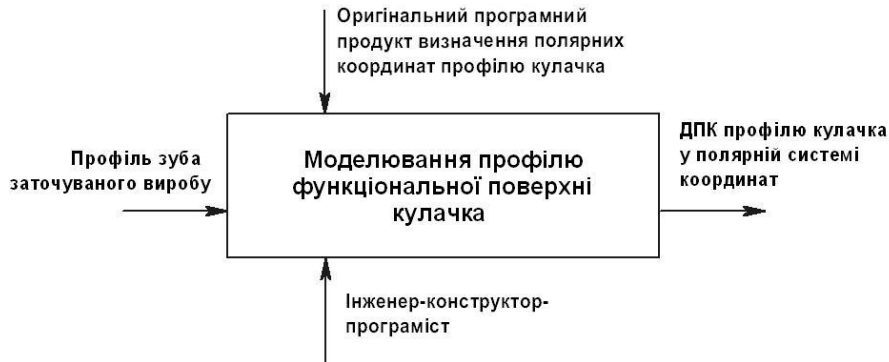 Оригінальний програмний
продукт визначення полярних
координат профілю кулачка
Профіль зуба
заточуваного виробу
Моделювання профілю
функціональної поверхні
кулачка
ДПК профілю кулачка
у полярній системі
координат
Інженер-конструктор-
програміст